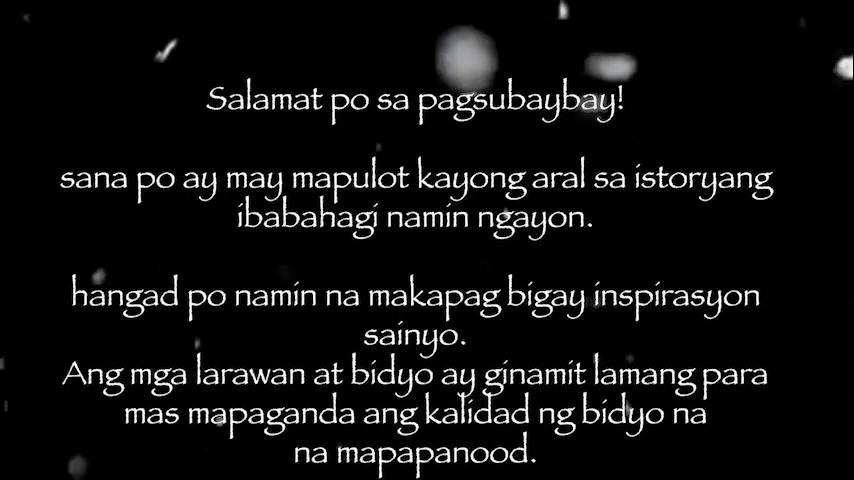 Salamat po sa pagsubaybay!
sana po ay may mapulot kayong aral sa istoryang
ibabahagi namin ngayon.
hangad po namin na makapag bigay inspirasyon
sainyo.
Ang mga larawan at bidyo ay ginamit lamang para
mas mapaganda ang kalidad ng bidyo na
na mapapanood.